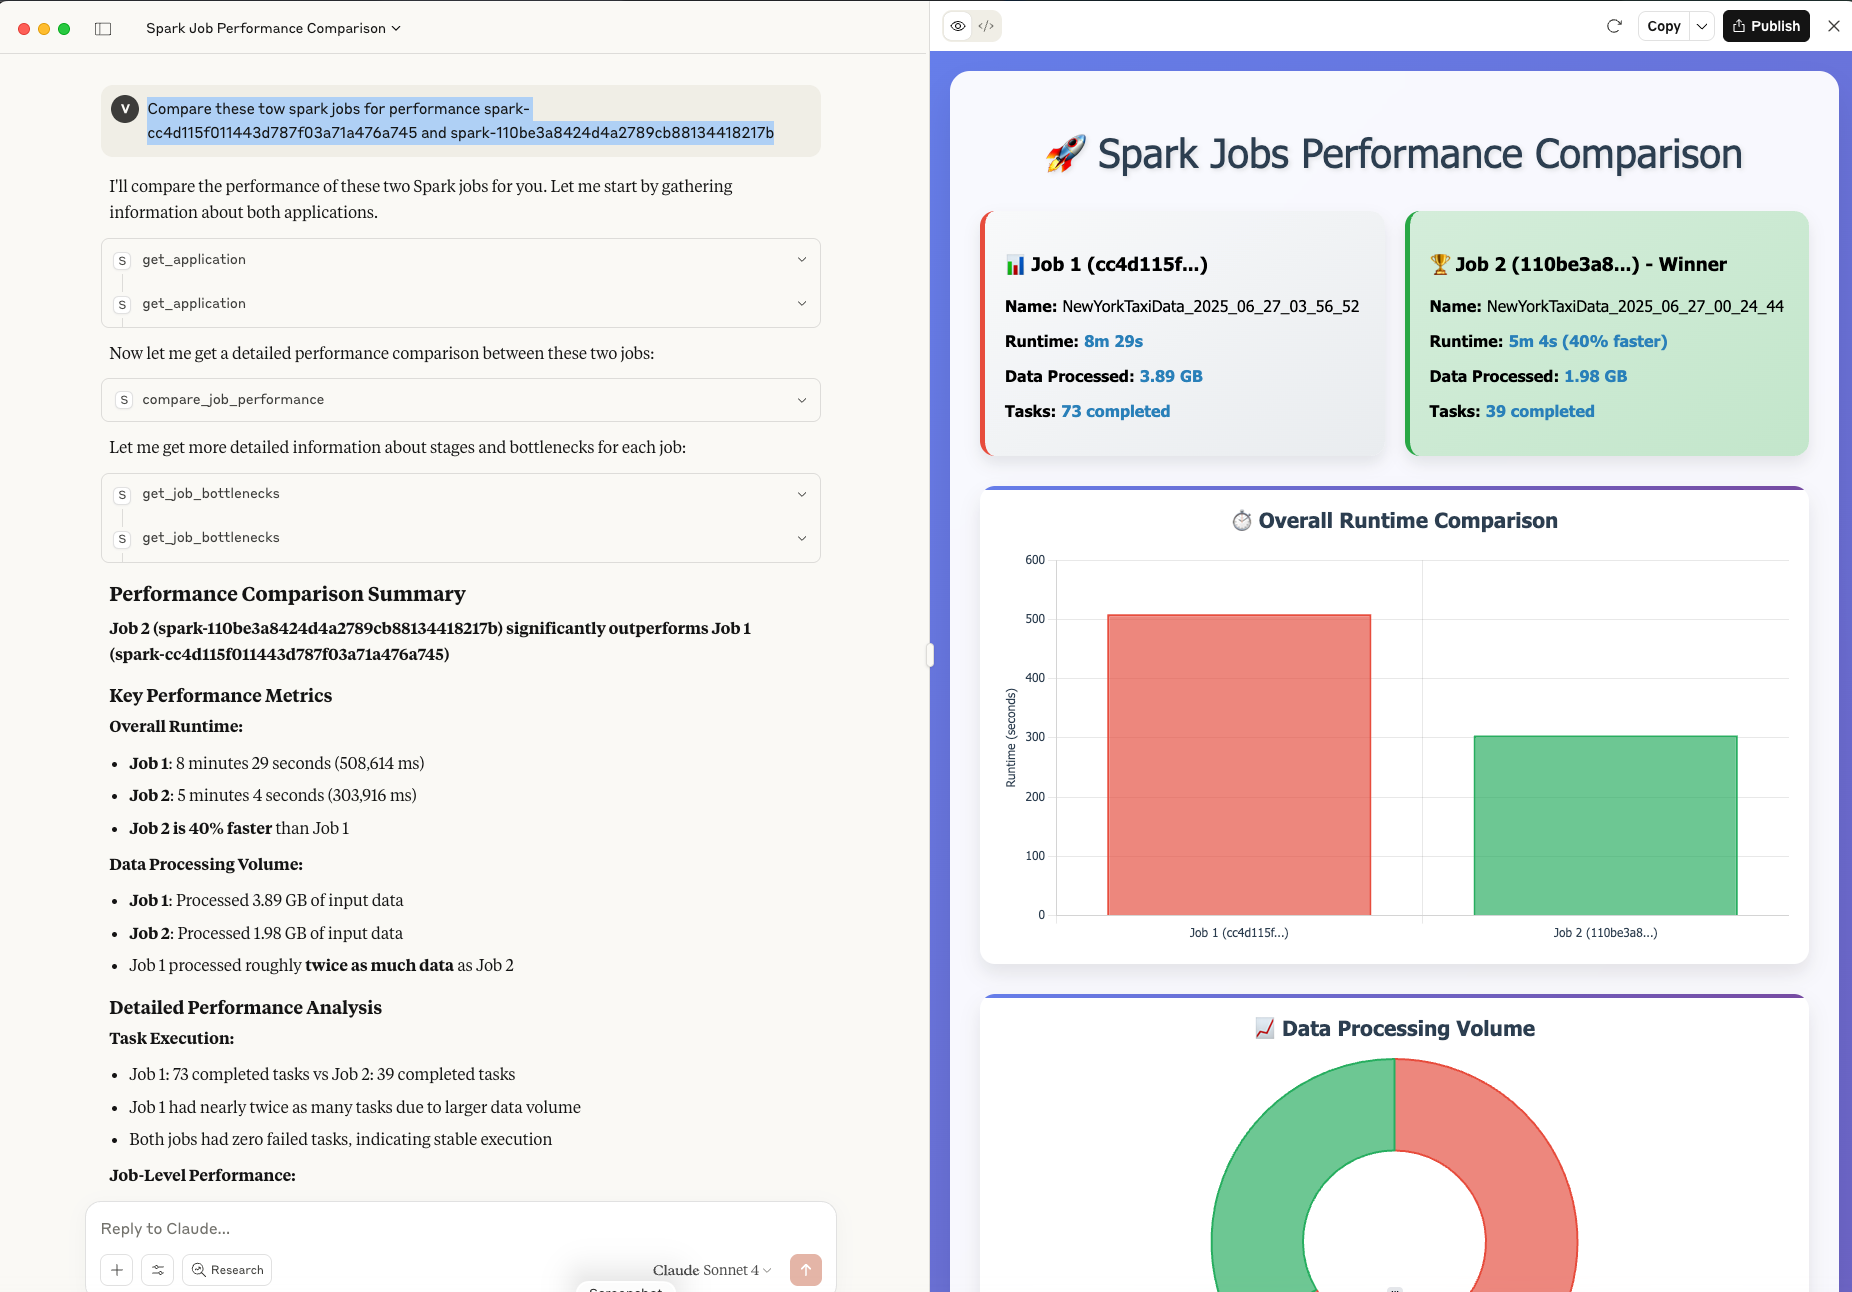 Spark Job Performance Comparison
V
Compare these tow spark jobs for performance spark-
cc4d115f011443d787f03a71a476a745 and spark-110be3a8424d4a2789cb88134418217b
I'll compare the performance of these two Spark jobs for you. Let me start by gathering
information about both applications.
S get_application
S get_application
Now let me get a detailed performance comparison between these two jobs:
S compare_job_performance
Let me get more detailed information about stages and bottlenecks for each job:
S get_job_bottlenecks
S get_job_bottlenecks
Performance Comparison Summary
Job 2 (spark-110be3a8424d4a2789cb88134418217b) significantly outperforms Job 1
(spark-cc4d115f011443d787f03a71a476a745)
Key Performance Metrics
Overall Runtime:
• Job 1: 8 minutes 29 seconds (508,614 ms)
• Job 2: 5 minutes 4 seconds (303,916 ms)
• Job 2 is 40% faster than Job 1
Data Processing Volume:
• Job 1: Processed 3.89 GB of input data
• Job 2: Processed 1.98 GB of input data
• Job 1 processed roughly twice as much data as Job 2
Detailed Performance Analysis
Task Execution:
• Job 1: 73 completed tasks vs Job 2: 39 completed tasks
• Job 1 had nearly twice as many tasks due to larger data volume
• Both jobs had zero failed tasks, indicating stable execution
Job-Level Performance:
Reply to Claude...
Research
Claude Sonnet 4
</>
Copy
Publish
🚀 Spark Jobs Performance Comparison
📊 Job 1 (cc4d115f...)
Name: NewYorkTaxiData_2025_06_27_03_56_52
Runtime: 8m 29s
Data Processed: 3.89 GB
Tasks: 73 completed
🏆 Job 2 (110be3a8...) - Winner
Name: NewYorkTaxiData_2025_06_27_00_24_44
Runtime: 5m 4s (40% faster)
Data Processed: 1.98 GB
Tasks: 39 completed
⏱️ Overall Runtime Comparison
600
500
400
300
200
100
0
Runtime (seconds)
Job 1 (cc4d115f...)
Job 2 (110be3a8...)
📈 Data Processing Volume